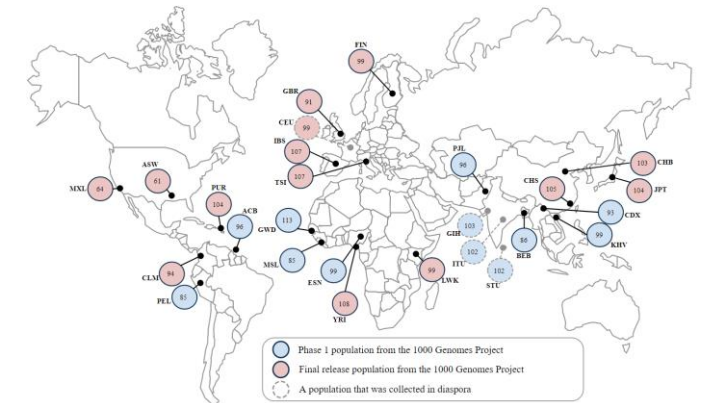 FIN
99
GBR
91
CEU
99
IBS
107
TSI
107
PJL
96
CHS
105
103
CHB
104
JPT
93
CDX
99
KHV
86
BEB
GIH
103
ITU
102
102
STU
MXL
64
ASW
61
PUR
104
ACB
96
CLM
94
PEL
85
GWD
113
MSL
85
ESN
99
108
YRI
99
LWK
Phase 1 population from the 1000 Genomes Project
Final release population from the 1000 Genomes Project
A population that was collected in diaspora